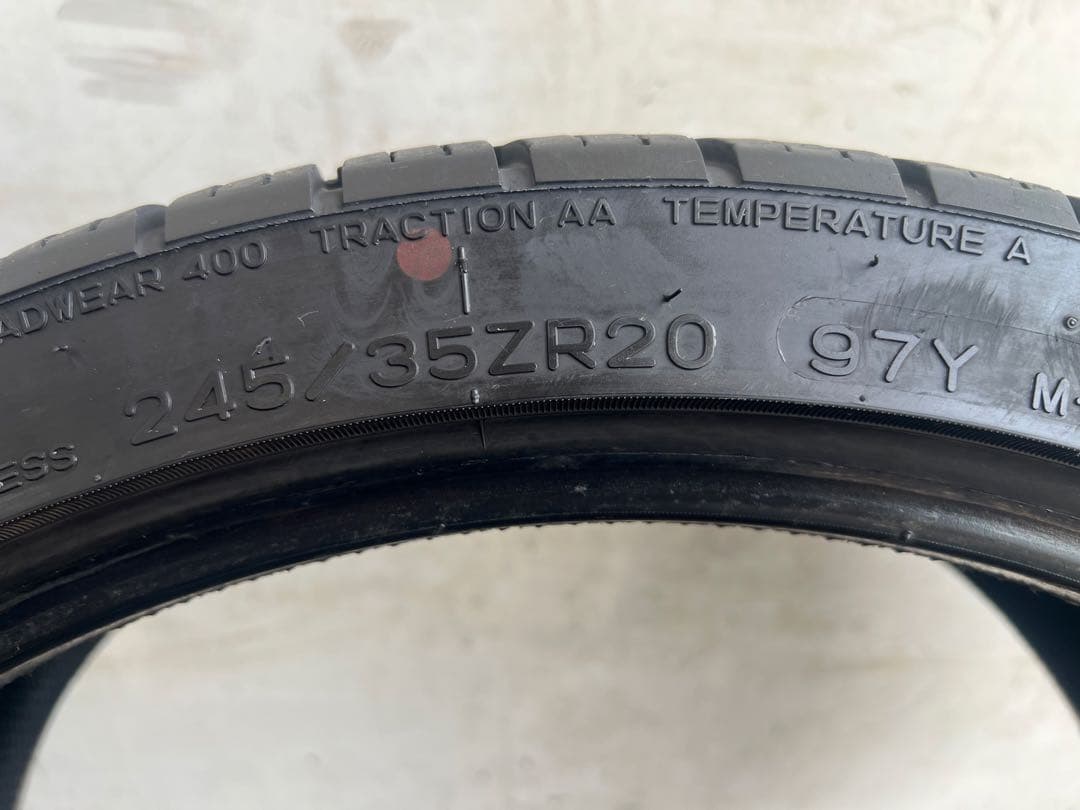 ADWEAR 400 TRACTION AA TEMPERATURE A
ESS 245/35ZR20 97Y M+